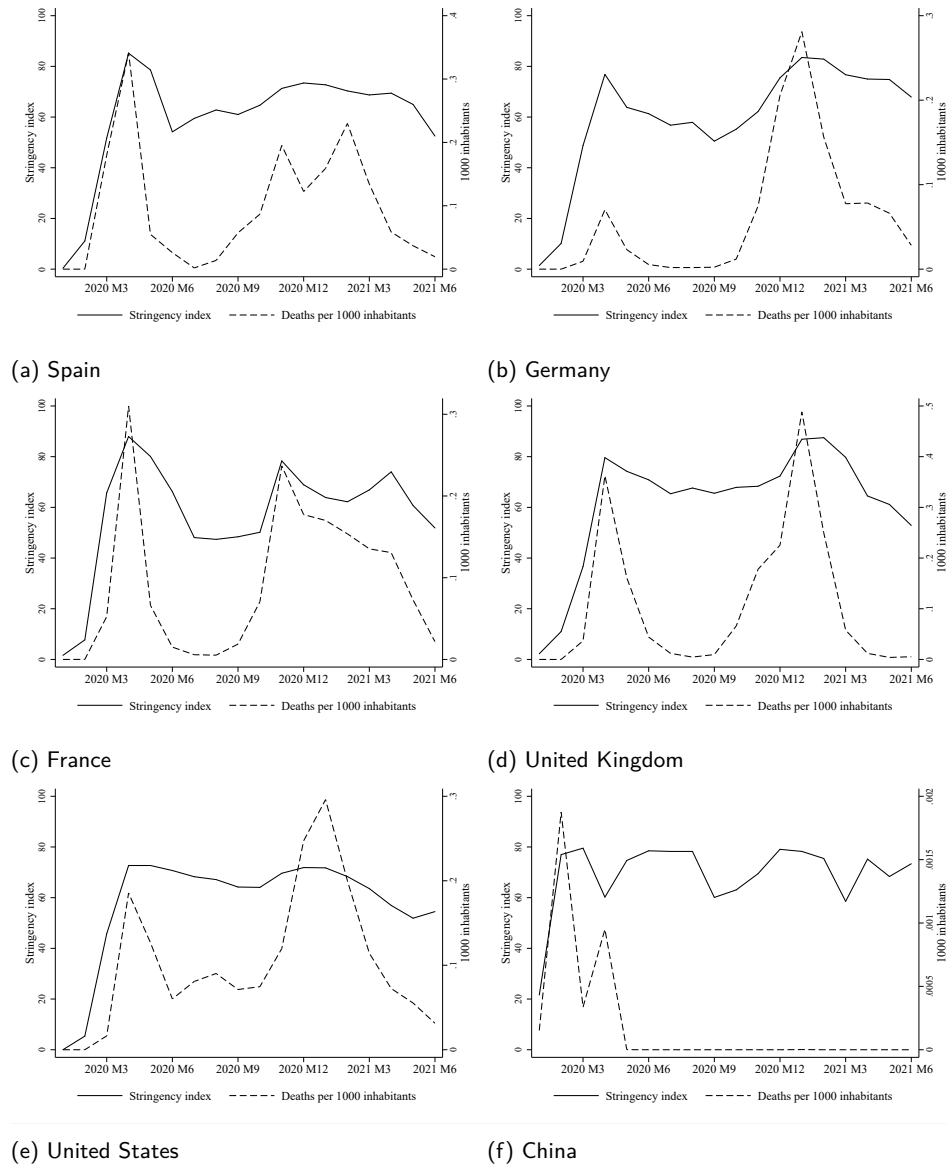 100
80
60
40
20
0
Stringency index
.4
.3
.2
.1
0
1000 inhabitants
2020 M3 2020 M6 2020 M9 2020 M12 2021 M3 2021 M6
Stringency index Deaths per 1000 inhabitants
(a) Spain
100
80
60
40
20
0
Stringency index
.3
.2
.1
0
1000 inhabitants
2020 M3 2020 M6 2020 M9 2020 M12 2021 M3 2021 M6
Stringency index Deaths per 1000 inhabitants
(b) Germany
100
80
60
40
20
0
Stringency index
.3
.2
.1
0
1000 inhabitants
2020 M3 2020 M6 2020 M9 2020 M12 2021 M3 2021 M6
Stringency index Deaths per 1000 inhabitants
(c) France
100
80
60
40
20
0
Stringency index
.5
.4
.3
.2
.1
0
1000 inhabitants
2020 M3 2020 M6 2020 M9 2020 M12 2021 M3 2021 M6
Stringency index Deaths per 1000 inhabitants
(d) United Kingdom
100
80
60
40
20
0
Stringency index
.3
.2
.1
0
1000 inhabitants
2020 M3 2020 M6 2020 M9 2020 M12 2021 M3 2021 M6
Stringency index Deaths per 1000 inhabitants
(e) United States
100
80
60
40
20
0
Stringency index
.002
.0015
.001
.0005
0
1000 inhabitants
2020 M3 2020 M6 2020 M9 2020 M12 2021 M3 2021 M6
Stringency index Deaths per 1000 inhabitants
(f) China